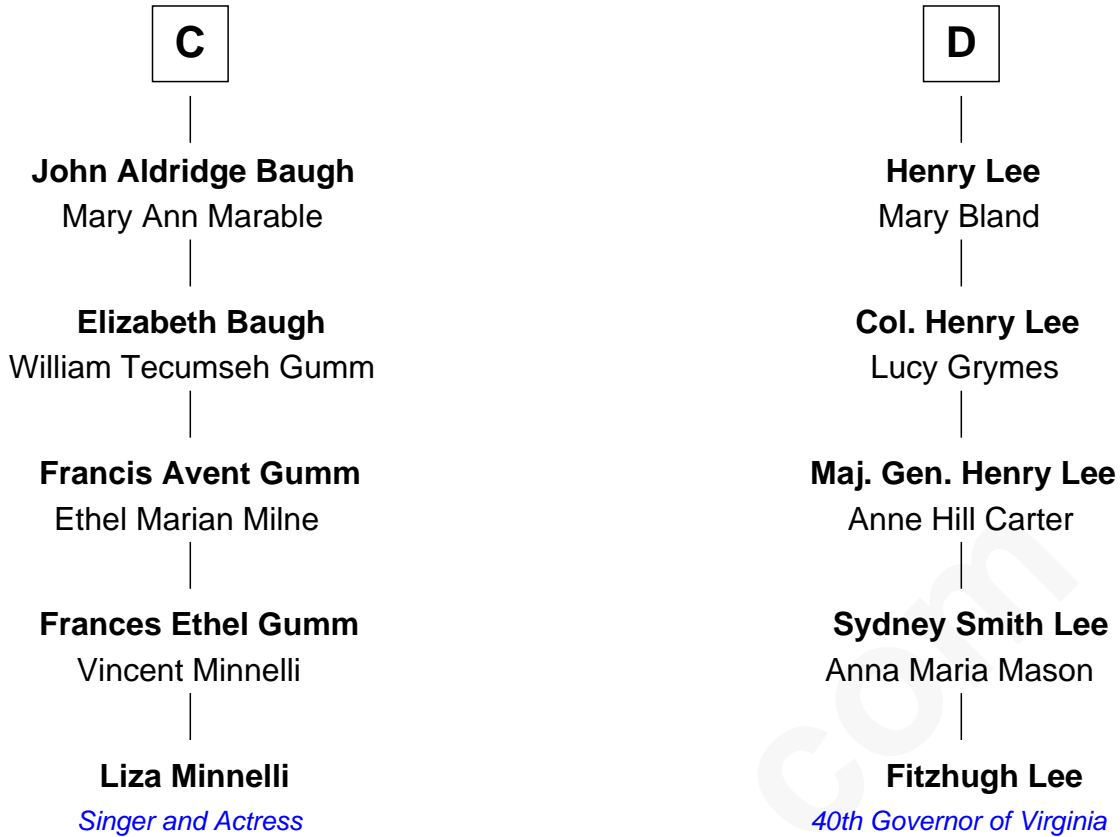 C
John Aldridge Baugh
Mary Ann Marable
Elizabeth Baugh
William Tecumseh Gumm
Francis Avent Gumm
Ethel Marian Milne
Frances Ethel Gumm
Vincent Minnelli
Liza Minnelli
Singer and Actress
D
Henry Lee
Mary Bland
Col. Henry Lee
Lucy Grymes
Maj. Gen. Henry Lee
Anne Hill Carter
Sydney Smith Lee
Anna Maria Mason
Fitzhugh Lee
40th Governor of Virginia
com